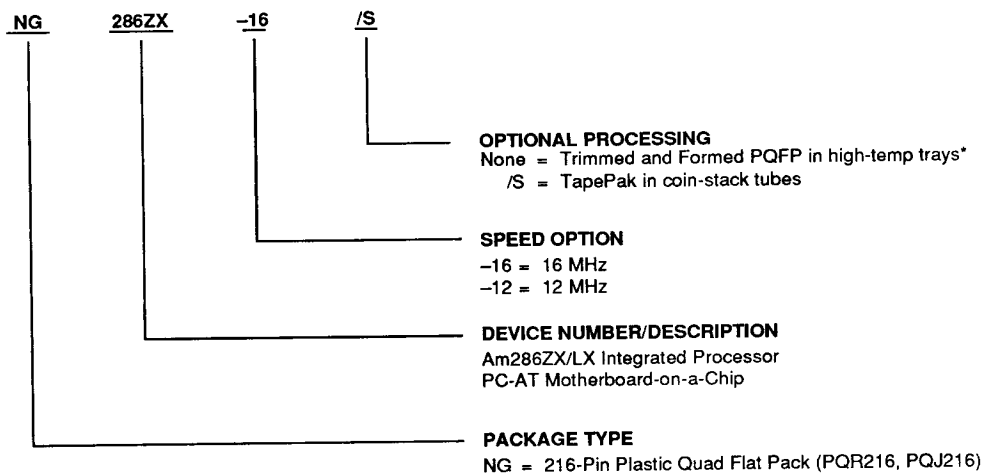 NG 286ZX –16 /S
OPTIONAL PROCESSING
None = Trimmed and Formed PQFP in high-temp trays*
/S = TapePak in coin-stack tubes
SPEED OPTION
–16 = 16 MHz
–12 = 12 MHz
DEVICE NUMBER/DESCRIPTION
Am286ZX/LX Integrated Processor
PC-AT Motherboard-on-a-Chip
PACKAGE TYPE
NG = 216-Pin Plastic Quad Flat Pack (PQR216, PQJ216)